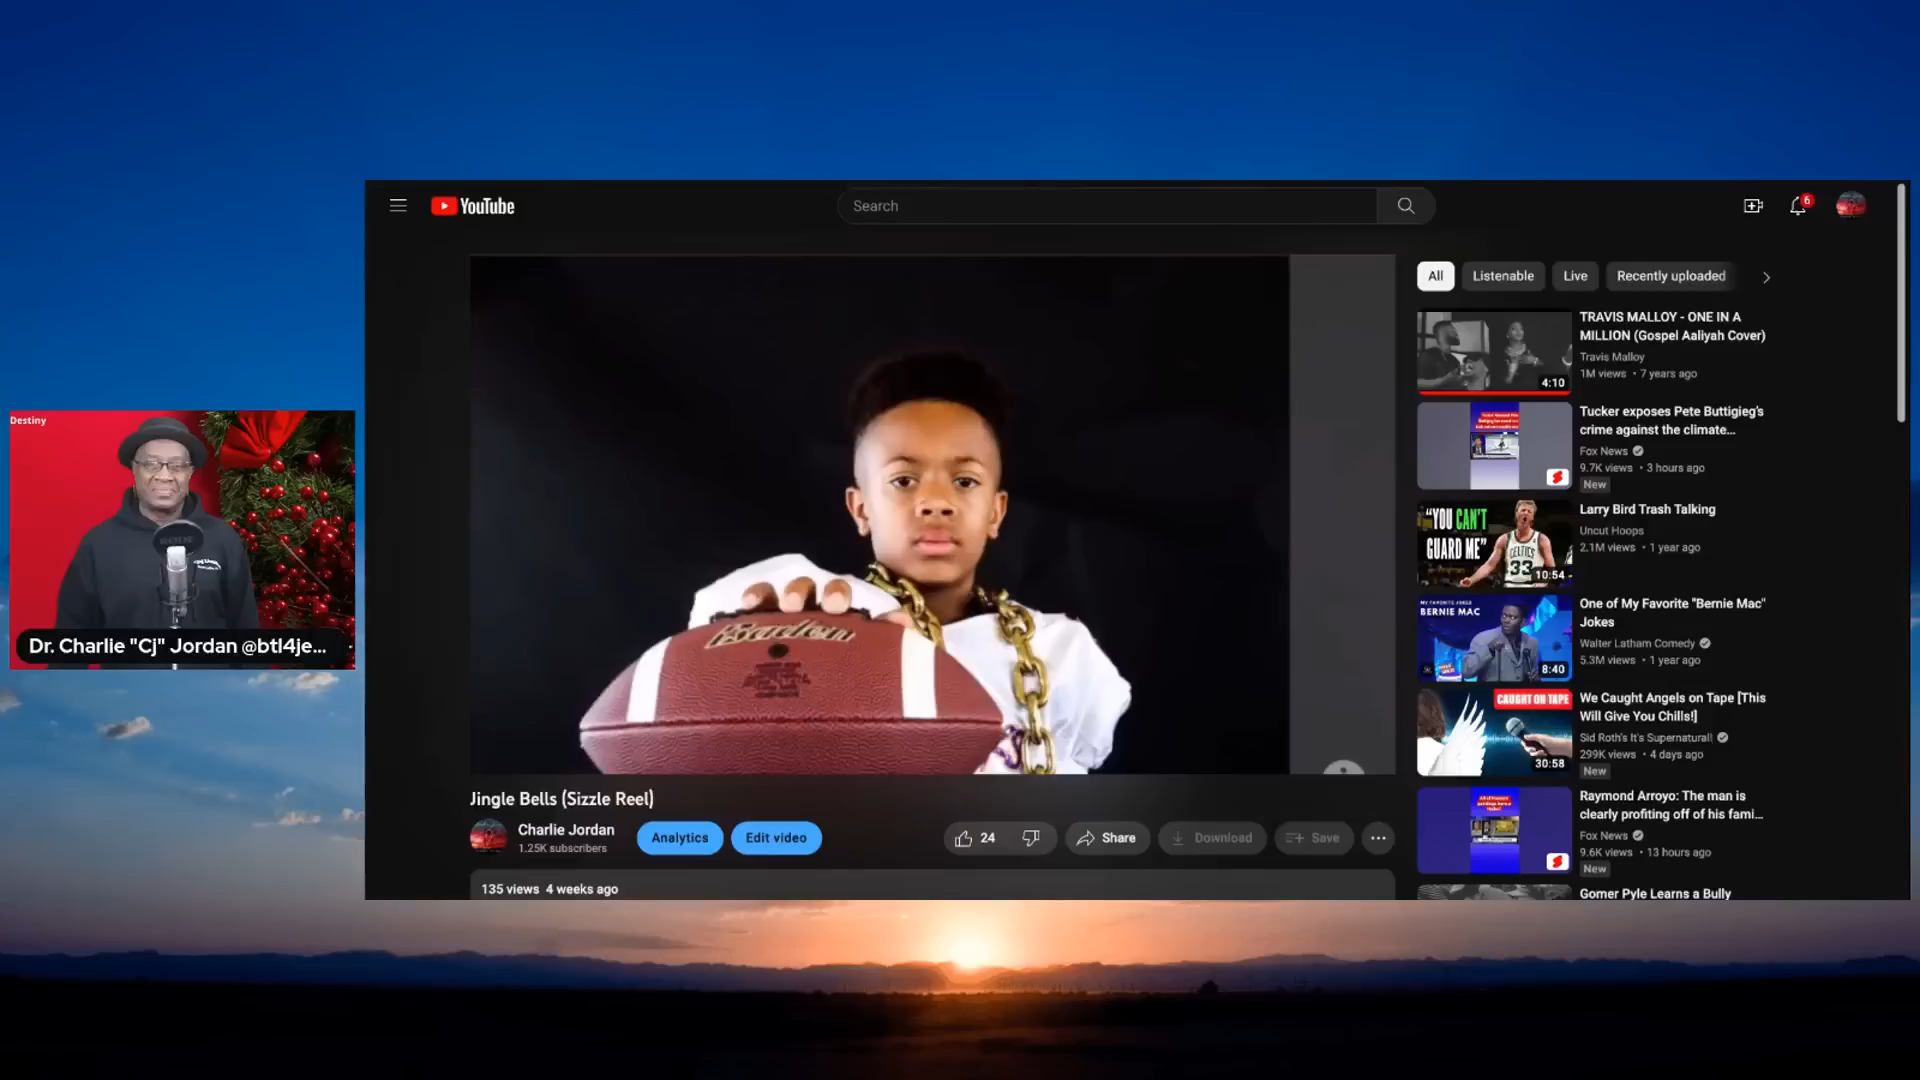 YouTube
Search
6
All
Listenable
Live
Recently uploaded
Destiny
Dr. Charlie "Cj" Jordan @btl4je...
Baden
Jingle Bells (Sizzle Reel)
Charlie Jordan
1.25K subscribers
Analytics
Edit video
24
Share
Download
Save
135 views 4 weeks ago
4:10
TRAVIS MALLOY - ONE IN A
MILLION (Gospel Aaliyah Cover)
Travis Malloy
1M views • 7 years ago
Tucker exposes Pete Buttigieg's
crime against the climate...
Fox News
9.7K views • 3 hours ago
New
"YOU CAN'T
GUARD ME"
CELTICS
33
10:54
Larry Bird Trash Talking
Uncut Hoops
2.1M views • 1 year ago
MY FAVORITE JOKES
BERNIE MAC
8:40
One of My Favorite "Bernie Mac"
Jokes
Walter Latham Comedy
5.3M views • 1 year ago
CAUGHT ON TAPE
30:58
We Caught Angels on Tape [This
Will Give You Chills!]
Sid Roth's It's Supernatural!
299K views • 4 days ago
New
Raymond Arroyo: The man is
clearly profiting off of his fami...
Fox News
9.6K views • 13 hours ago
New
Gomer Pyle Learns a Bully